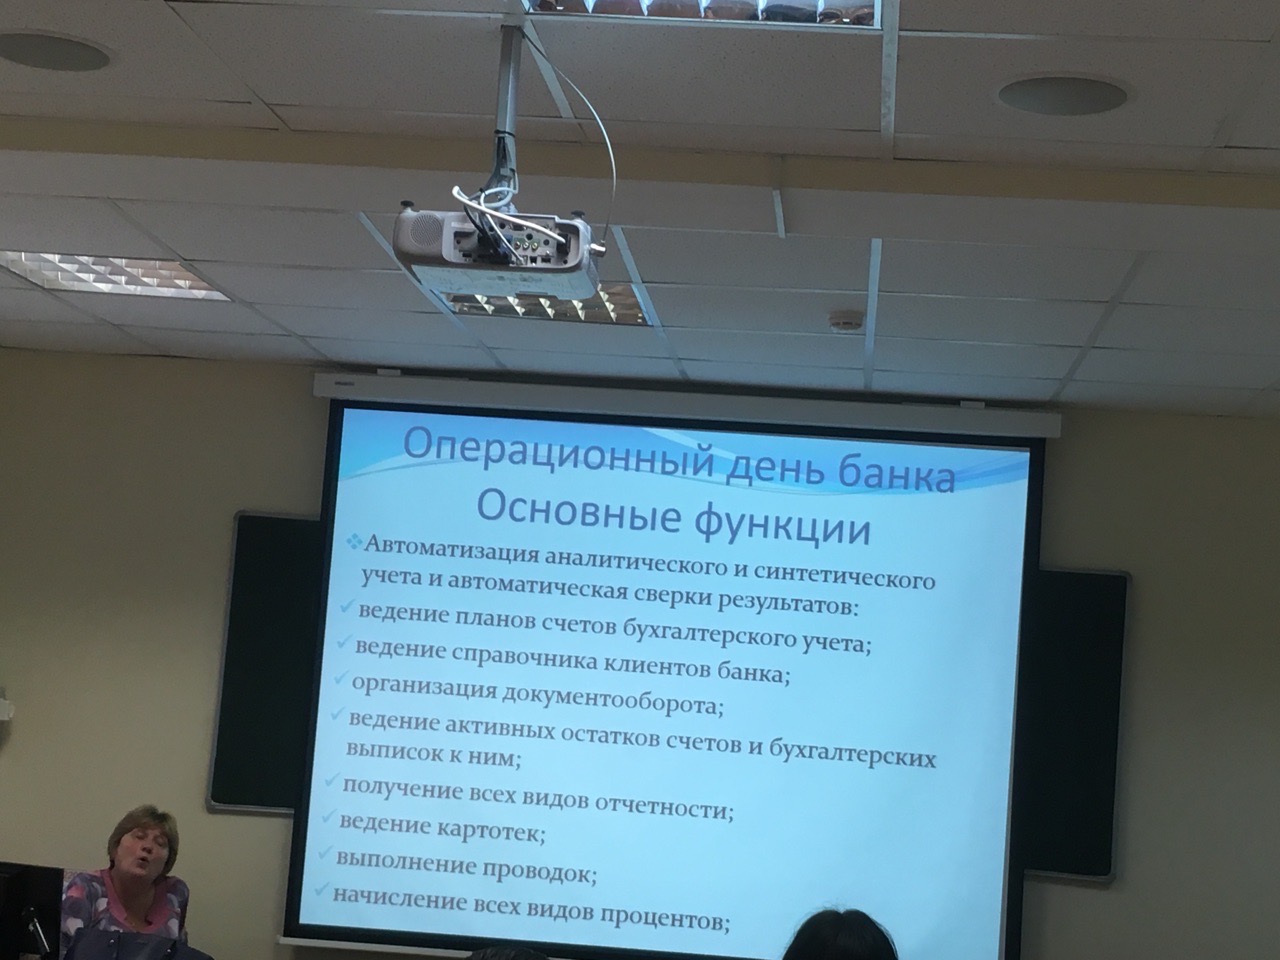 Операционный день банка
Основные функции
Автоматизация аналитического и синтетического
учета и автоматическая сверки результатов:
ведение планов счетов бухгалтерского учета;
ведение справочника клиентов банка;
организация документооборота;
ведение активных остатков счетов и бухгалтерских
выписок к ним;
получение всех видов отчетности;
ведение картотек;
выполнение проводок;
начисление всех видов процентов;